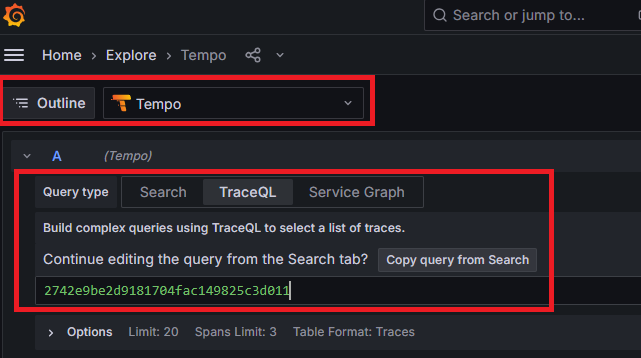 Search or jump to...
Home > Explore > Tempo
Outline Tempo
A (Tempo)
Query type Search TraceQL Service Graph
Build complex queries using TraceQL to select a list of traces.
Continue editing the query from the Search tab? Copy query from Search
2742e9be2d9181704fac149825c3d011
Options Limit: 20 Spans Limit: 3 Table Format: Traces